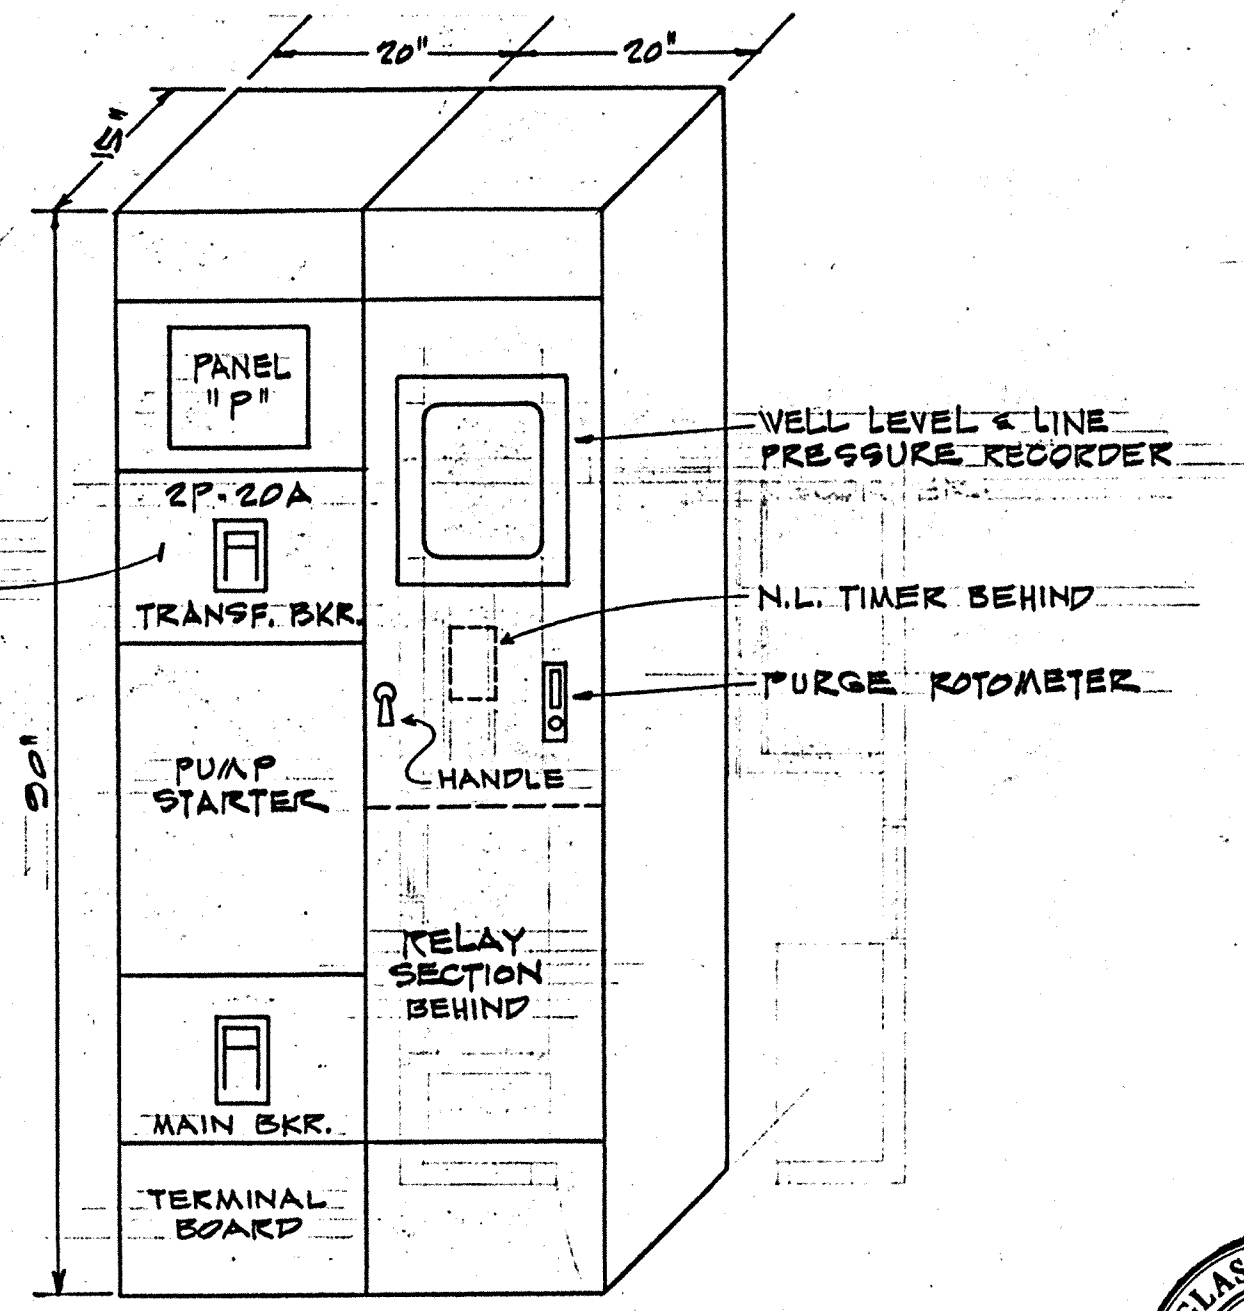 20" 20"
15"
PANEL
"P"
WELL LEVEL & LINE
PRESSURE RECORDER
2P-20A
TRANSF. BKR.
N.L. TIMER BEHIND
PURGE ROTOMETER
90"
PUMP
STARTER
HANDLE
RELAY
SECTION
BEHIND
MAIN BKR.
TERMINAL
BOARD